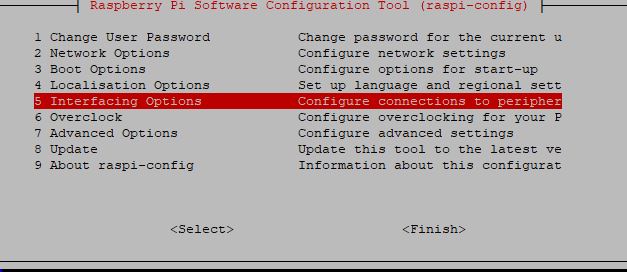 Raspberry Pi Software Configuration Tool (raspi-config)
1 Change User Password Change password for the current u
2 Network Options Configure network settings
3 Boot Options Configure options for start-up
4 Localisation Options Set up language and regional sett
5 Interfacing Options Configure connections to peripher
6 Overclock Configure overclocking for your P
7 Advanced Options Configure advanced settings
8 Update Update this tool to the latest ve
9 About raspi-config Information about this configurat
<Select> <Finish>